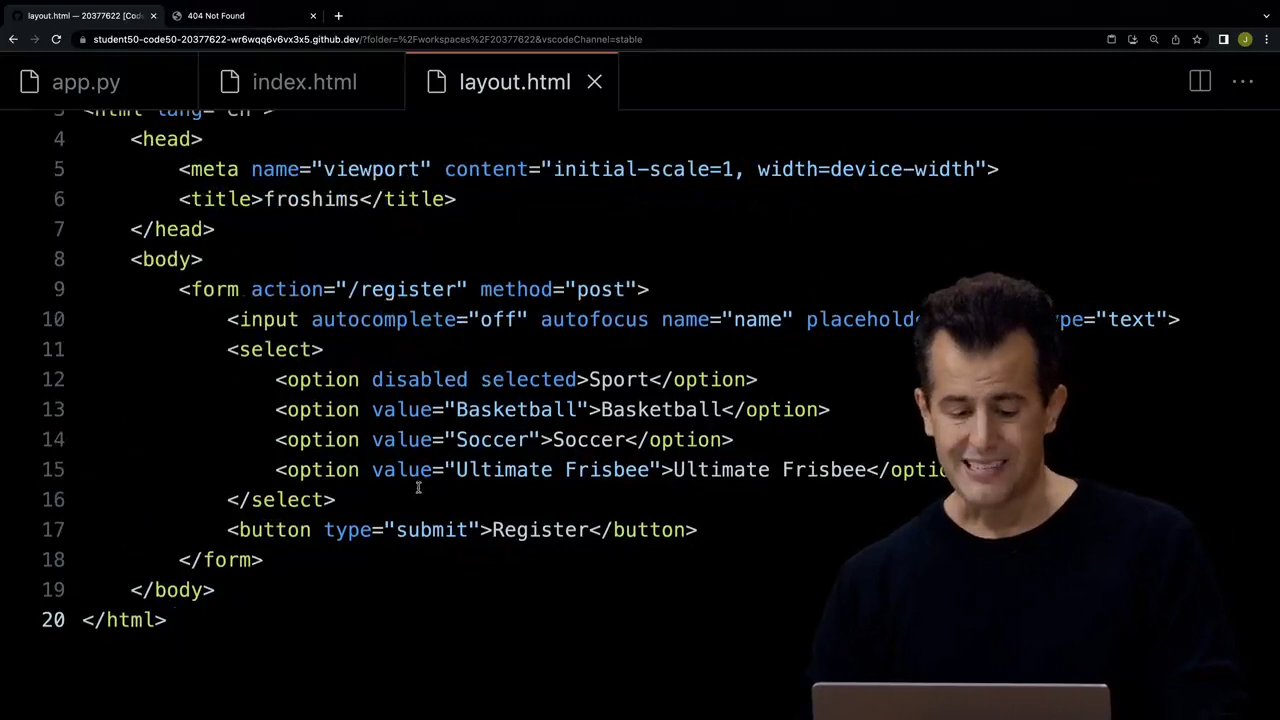 layout.html — 20377622 [Cod
404 Not Found
student50-code50-20377622-wr6wqq6v6vx3x5.github.dev/?folder=%2Fworkspaces%2F20377622&vscodeChannel=stable
J
app.py
index.html
layout.html
3 <html lang="en">
4 <head>
5 <meta name="viewport" content="initial-scale=1, width=device-width">
6 <title>froshims</title>
7 </head>
8 <body>
9 <form action="/register" method="post">
10 <input autocomplete="off" autofocus name="name" placeholde ype="text">
11 <select>
12 <option disabled selected>Sport</option>
13 <option value="Basketball">Basketball</option>
14 <option value="Soccer">Soccer</option>
15 <option value="Ultimate Frisbee">Ultimate Frisbee</optio
16 </select>
17 <button type="submit">Register</button>
18 </form>
19 </body>
20 </html>